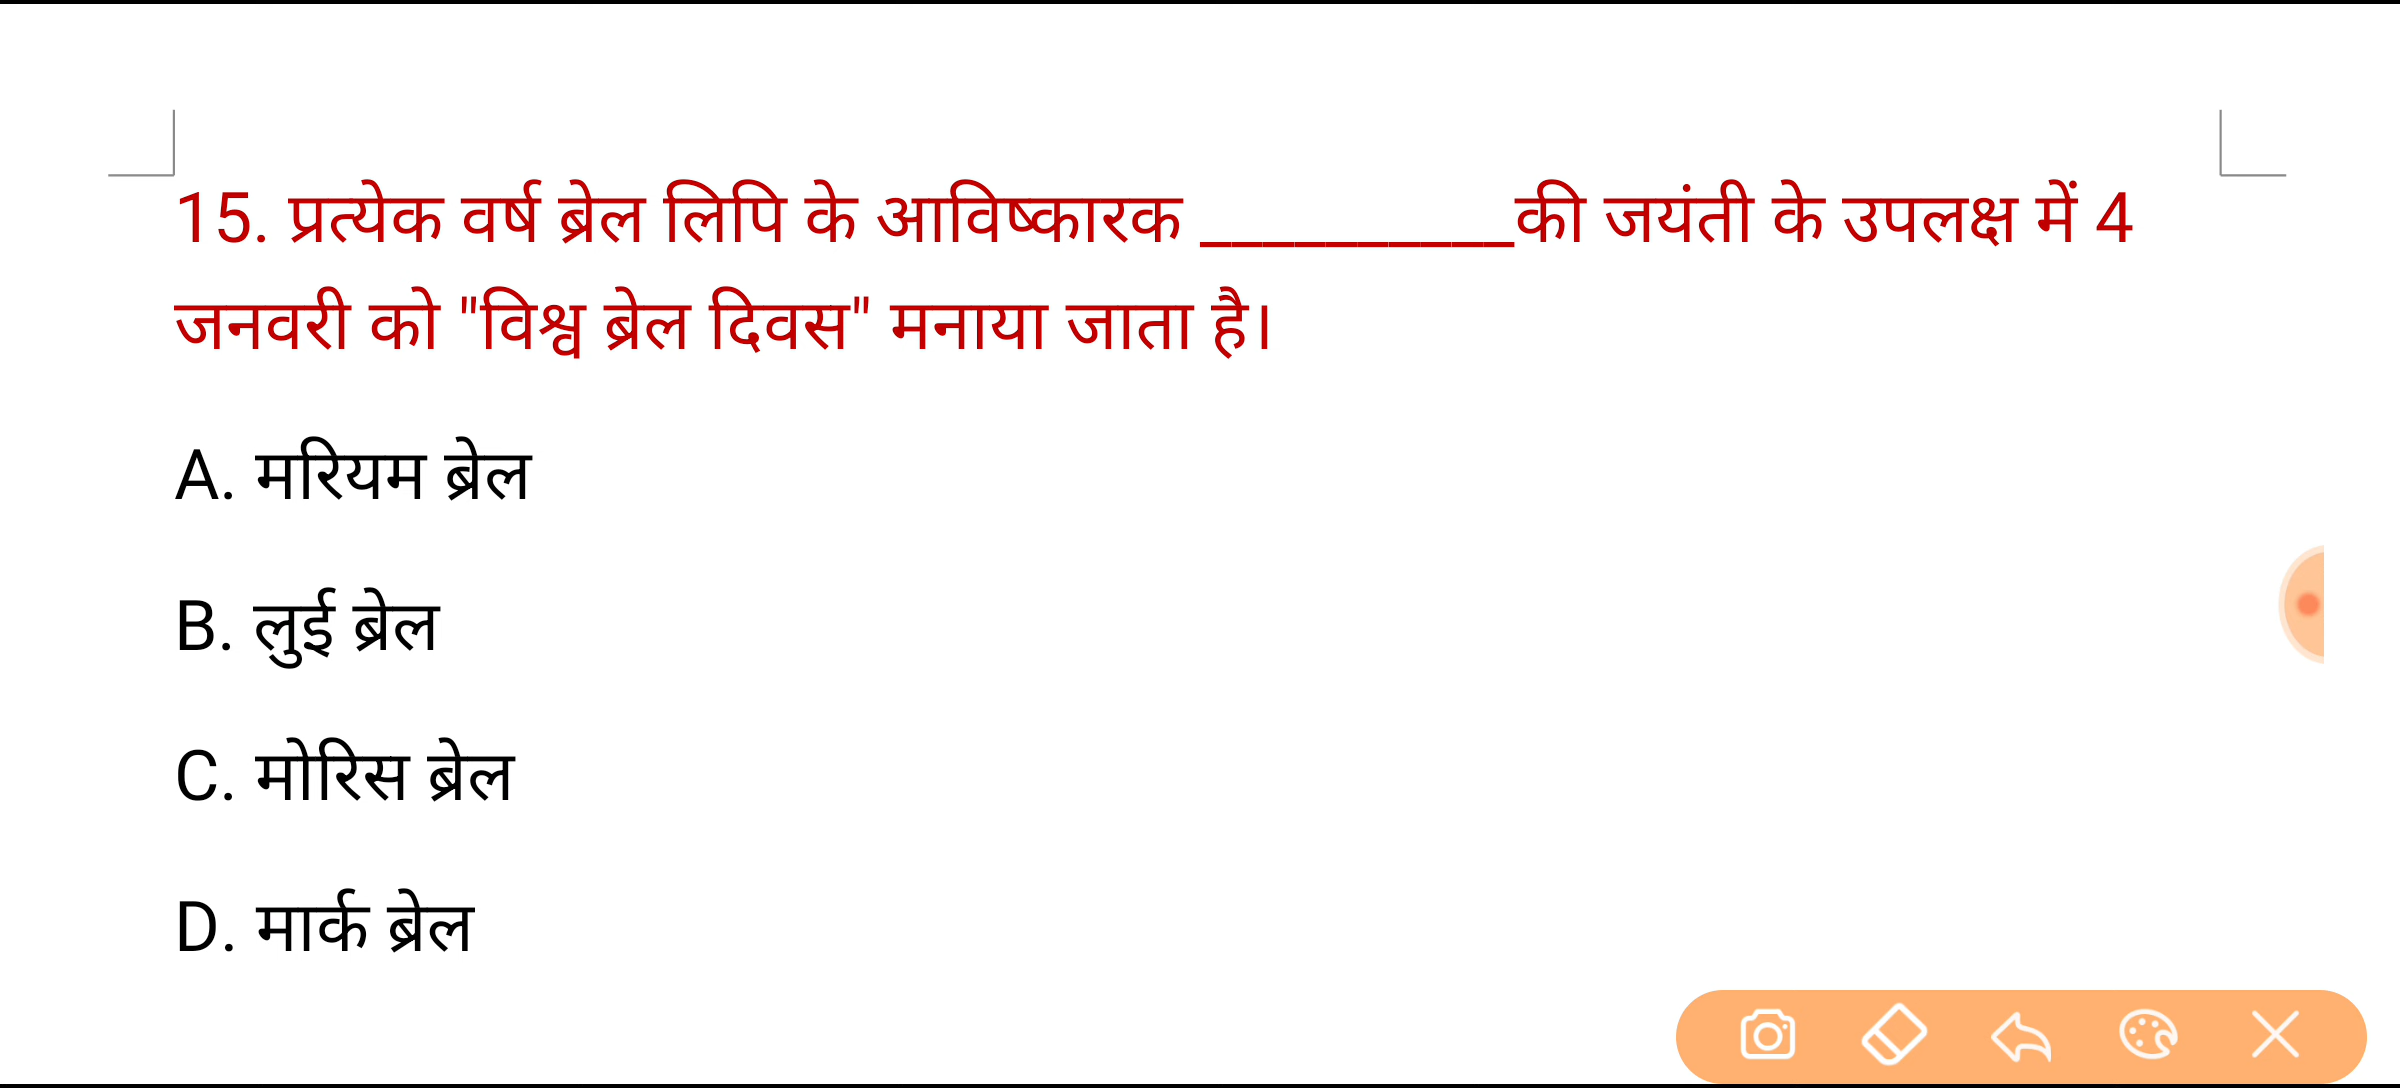 15. प्रत्येक वर्ष ब्रेल लिपि के आविष्कारक __________की जयंती के उपलक्ष में 4
जनवरी को "विश्व ब्रेल दिवस" मनाया जाता है।
A. मरियम ब्रेल
B. लुई ब्रेल
C. मोरिस ब्रेल
D. मार्क ब्रेल